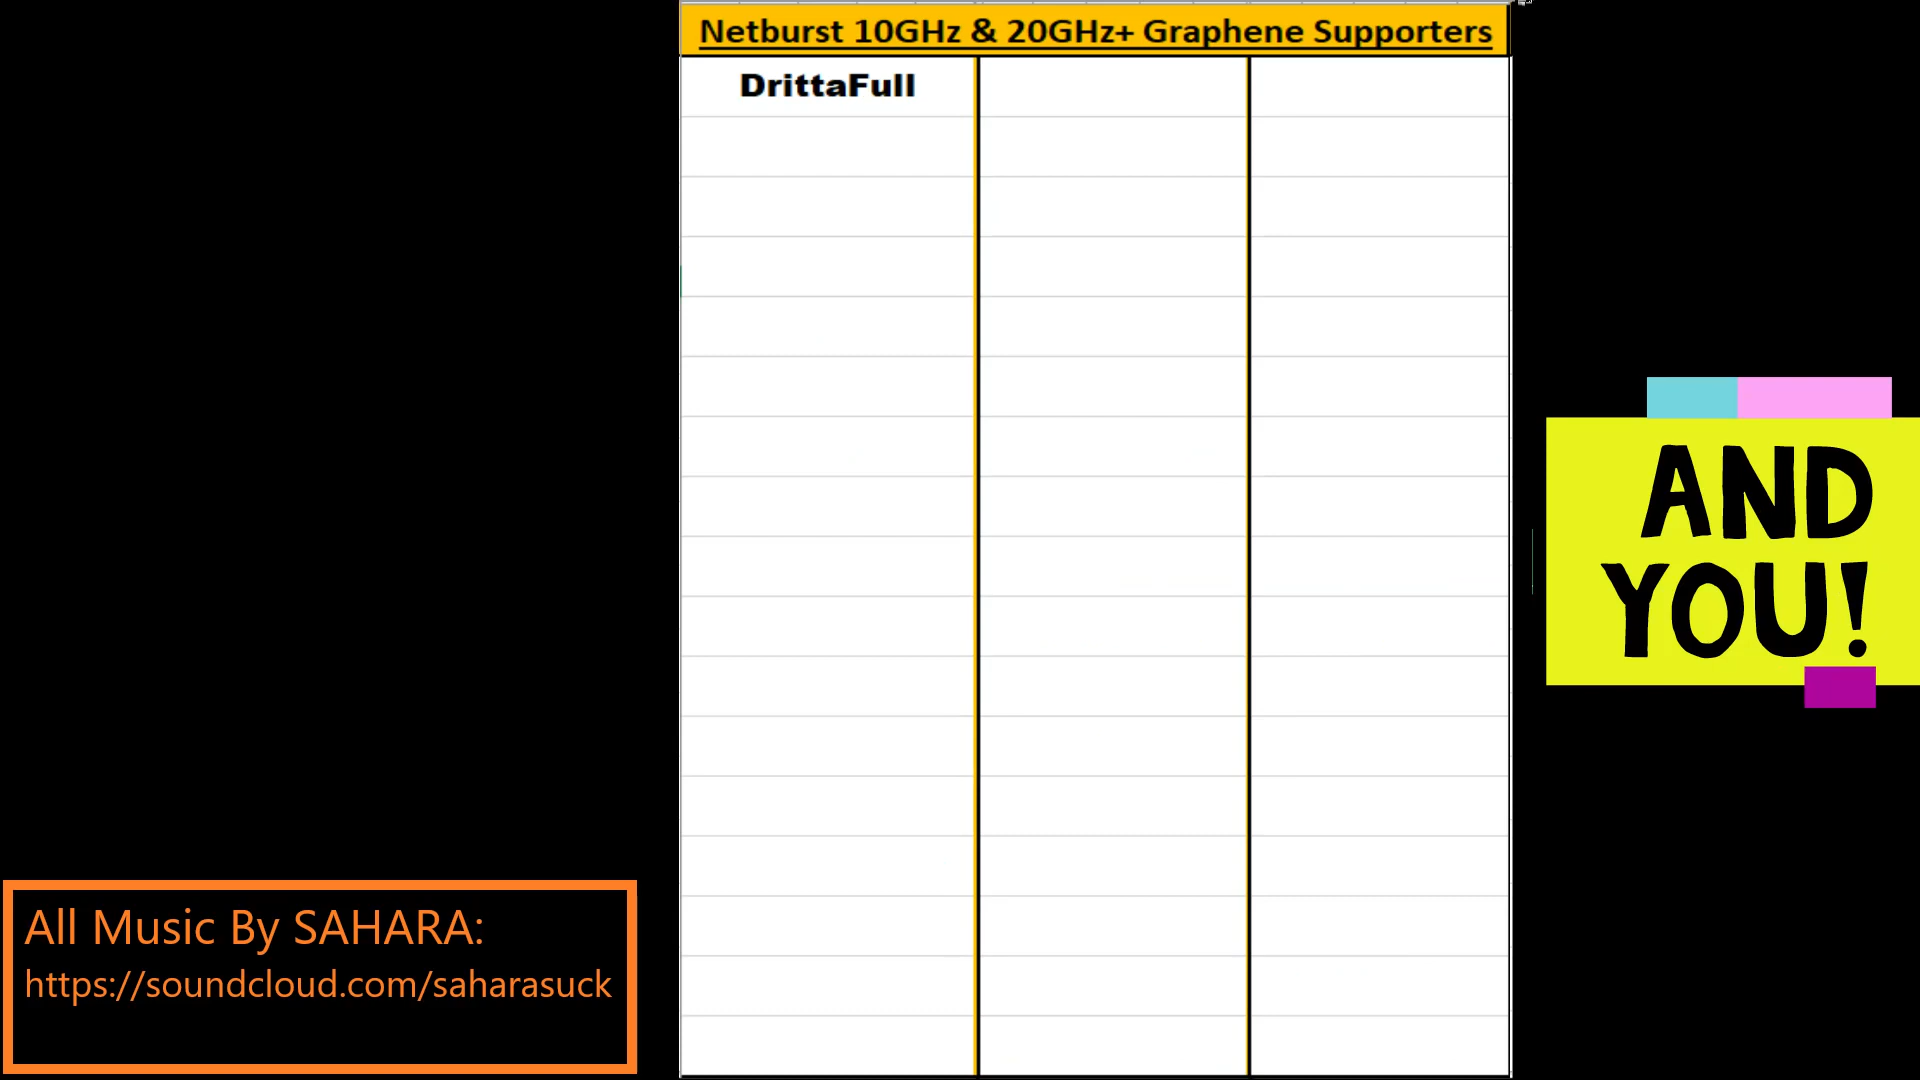 Netburst 10GHz & 20GHz+ Graphene Supporters
DrittaFull
AND
YOU!
All Music By SAHARA:
https://soundcloud.com/saharasuck